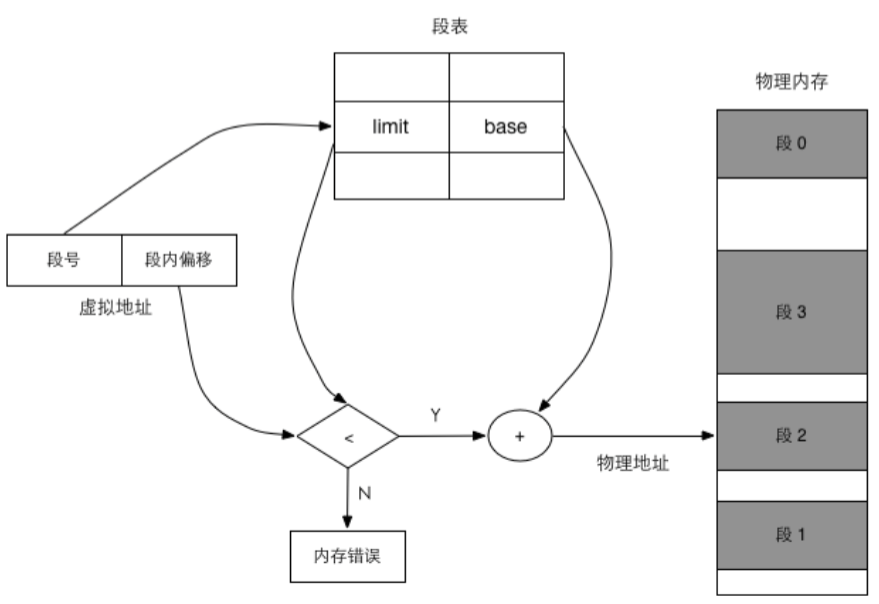 段表
物理内存
limit
base
段 0
段号
段内偏移
虚拟地址
段 3
Y
<
+
段 2
物理地址
N
段 1
内存错误